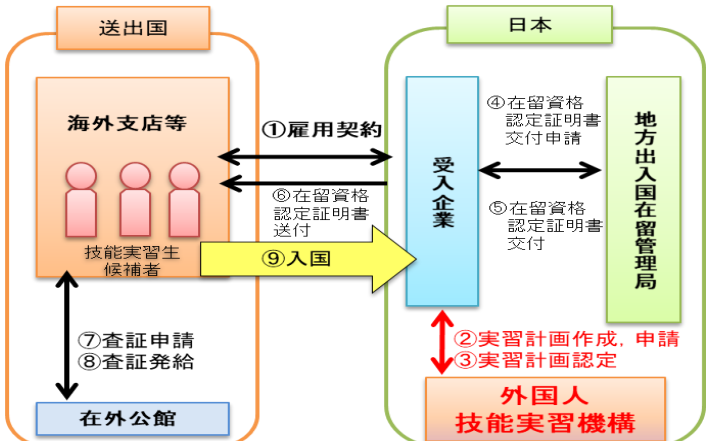 送出国
日本
海外支店等
技能実習生
候補者
①雇用契約
⑥在留資格
認定証明書
送付
⑨入国
受入企業
④在留資格
認定証明書
交付申請
⑤在留資格
認定証明書
交付
地方出入国在留管理局
⑦査証申請
⑧査証発給
在外公館
②実習計画作成，申請
③実習計画認定
外国人
技能実習機構